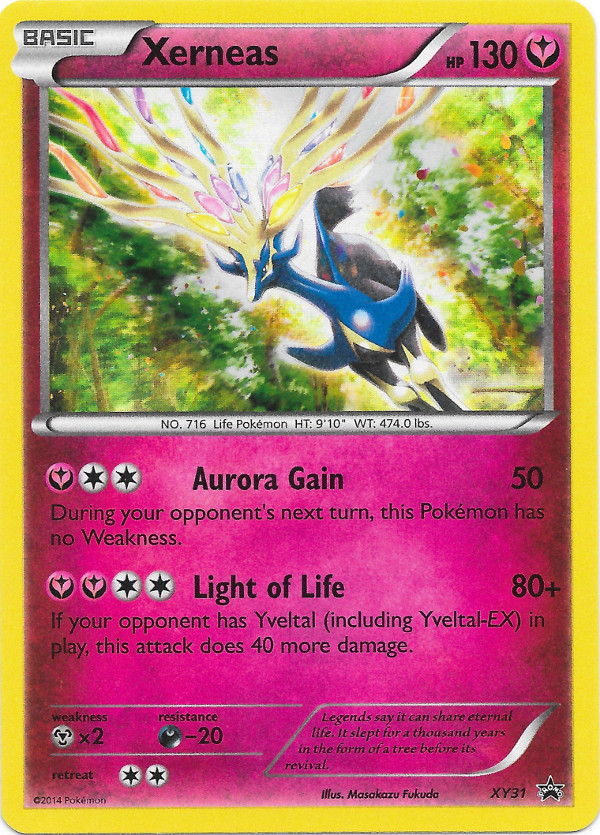 BASIC
Xerneas
HP 130
NO. 716 Life Pokémon HT: 9'10" WT: 474.0 lbs.
Aurora Gain 50
During your opponent's next turn, this Pokémon has
no Weakness.
Light of Life 80+
If your opponent has Yveltal (including Yveltal-EX) in
play, this attack does 40 more damage.
weakness
×2
resistance
-20
Legends say it can share eternal
life. It slept for a thousand years
in the form of a tree before its
revival.
retreat
©2014 Pokémon
Illus. Masakazu Fukuda
XY31
PROMO